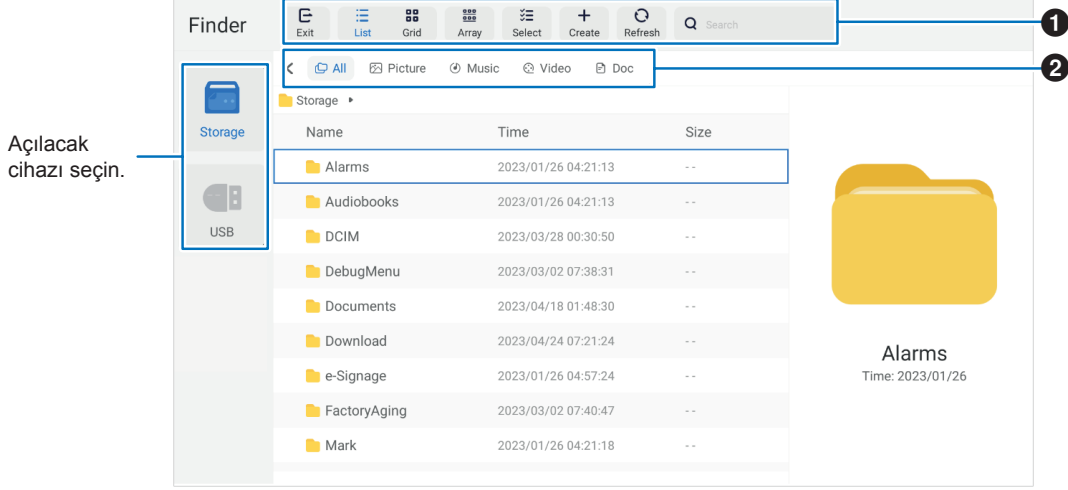 Finder
Exit List Grid Array Select Create Refresh Search
1
All Picture Music Video Doc
2
Storage
USB
Açılacak
cihazı seçin.
Storage
Name Time Size
Alarms 2023/01/26 04:21:13 - -
Audiobooks 2023/01/26 04:21:13 - -
DCIM 2023/03/28 00:30:50 - -
DebugMenu 2023/03/02 07:38:31 - -
Documents 2023/04/18 01:48:30 - -
Download 2023/04/24 07:21:24 - -
e-Signage 2023/01/26 04:57:24 - -
FactoryAging 2023/03/02 07:40:47 - -
Mark 2023/01/26 04:21:18 - -
Alarms
Time: 2023/01/26